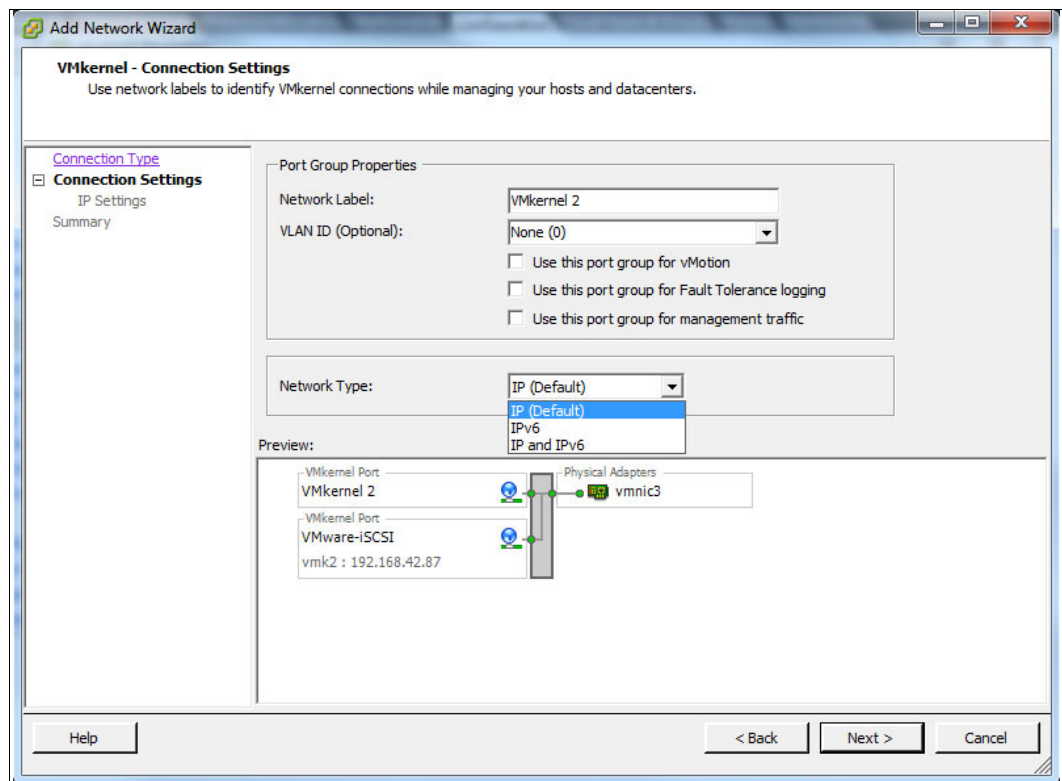 Add Network Wizard
VMkernel - Connection Settings
Use network labels to identify VMkernel connections while managing your hosts and datacenters.
Connection Type
Connection Settings
IP Settings
Summary
Port Group Properties
Network Label:
VMkernel 2
VLAN ID (Optional):
None (0)
Use this port group for vMotion
Use this port group for Fault Tolerance logging
Use this port group for management traffic
Network Type:
IP (Default)
IP (Default)
IPv6
IP and IPv6
Preview:
VMkernel Port
VMkernel 2
Physical Adapters
vmnic3
VMkernel Port
VMware-iSCSI
vmk2 : 192.168.42.87
Help
< Back
Next >
Cancel